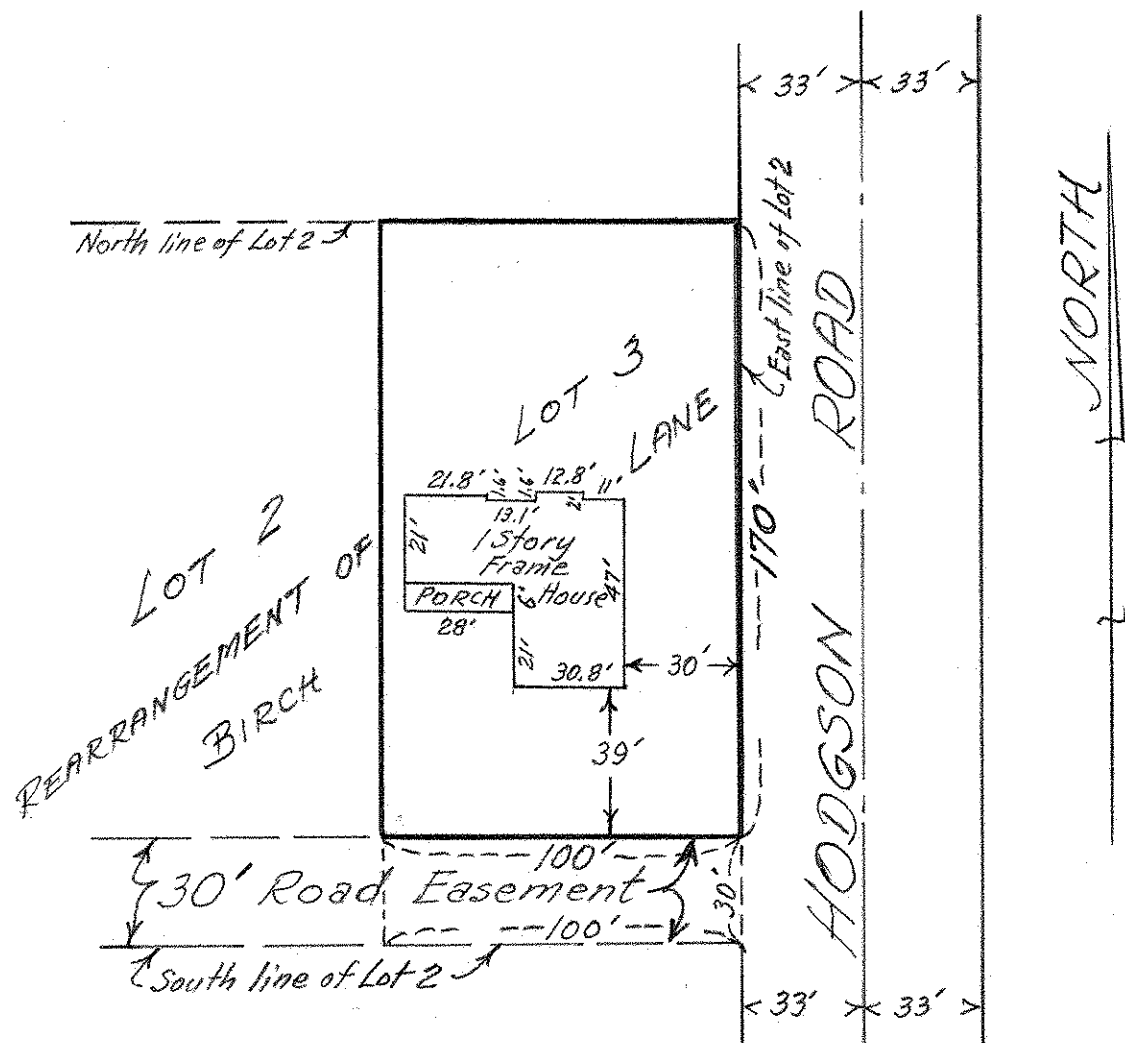 33' 33'
North line of Lot 2
East line of Lot 2
NORTH
LOT 3
LANE
ROAD
21.8' 1.6' 1.6' 12.8' 2' 11'
13.1'
LOT 2
REARRANGEMENT OF
BIRCH
21'
1 Story
Frame
House
47'
PORCH 6'
28'
21'
30.8' 30'
170'
39'
HODGSON
100'
30' Road Easement
30'
100'
South line of Lot 2
33' 33'